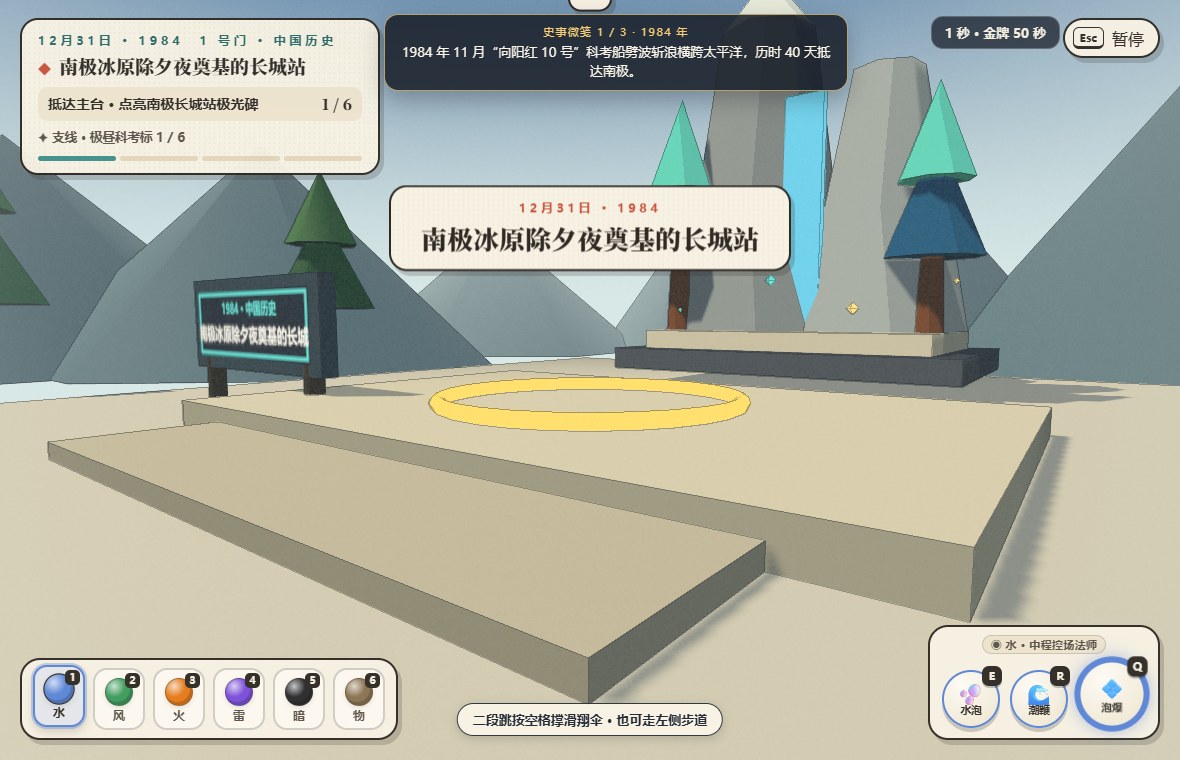 12月31日 • 1984 1 号门 • 中国历史
◆ 南极冰原除夕夜奠基的长城站
抵达主台 • 点亮南极长城站极光碑 1 / 6
✦ 支线 • 极昼科考标 1 / 6
史事微笺 1 / 3 · 1984 年
1984 年 11 月“向阳红 10 号”科考船劈波斩浪横跨太平洋，历时 40 天抵
达南极。
1 秒 • 金牌 50 秒
Esc 暂停
12月31日 • 1984
南极冰原除夕夜奠基的长城站
1984 • 中国历史
南极冰原除夕夜奠基的长城
1 水
2 风
3 火
4 雷
5 暗
6 物
二段跳按空格撑滑翔伞 • 也可走左侧步道
◉ 水 • 中程控场法师
E 水泡
R 潮鞭
Q 泡爆